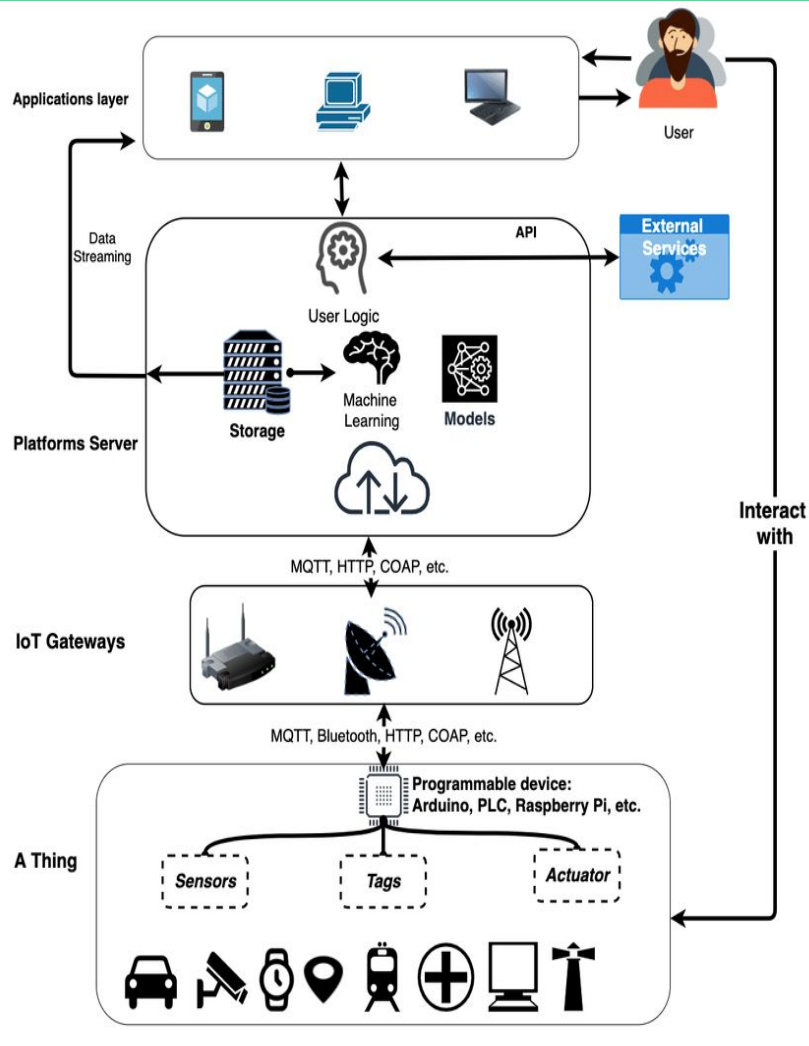 Applications layer
User
Data
Streaming
API
External
Services
User Logic
Machine
Learning
Storage
Models
Platforms Server
Interact
with
MQTT, HTTP, COAP, etc.
IoT Gateways
MQTT, Bluetooth, HTTP, COAP, etc.
Programmable device:
Arduino, PLC, Raspberry Pi, etc.
A Thing
Sensors
Tags
Actuator